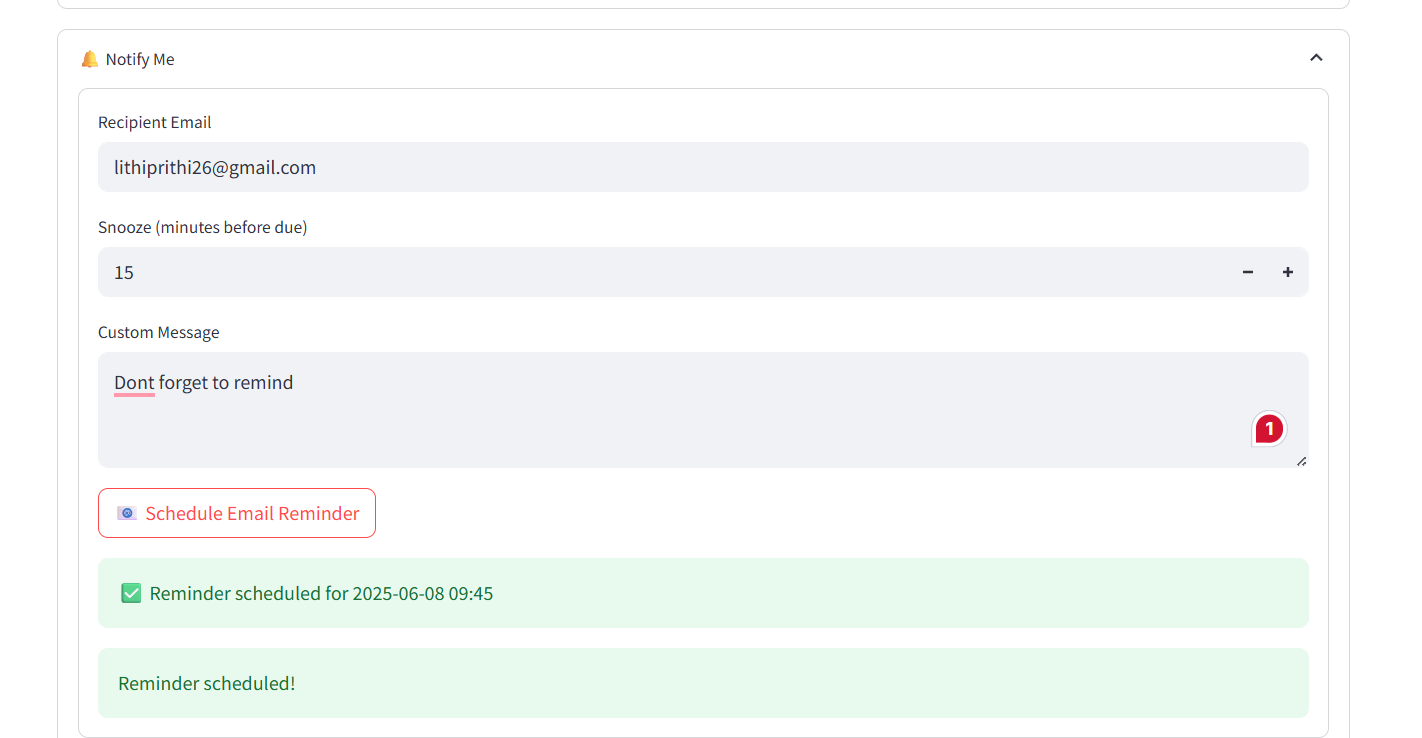 🔔 Notify Me
Recipient Email
lithiprithi26@gmail.com
Snooze (minutes before due)
15
Custom Message
Dont forget to remind
1
📧 Schedule Email Reminder
✅ Reminder scheduled for 2025-06-08 09:45
Reminder scheduled!